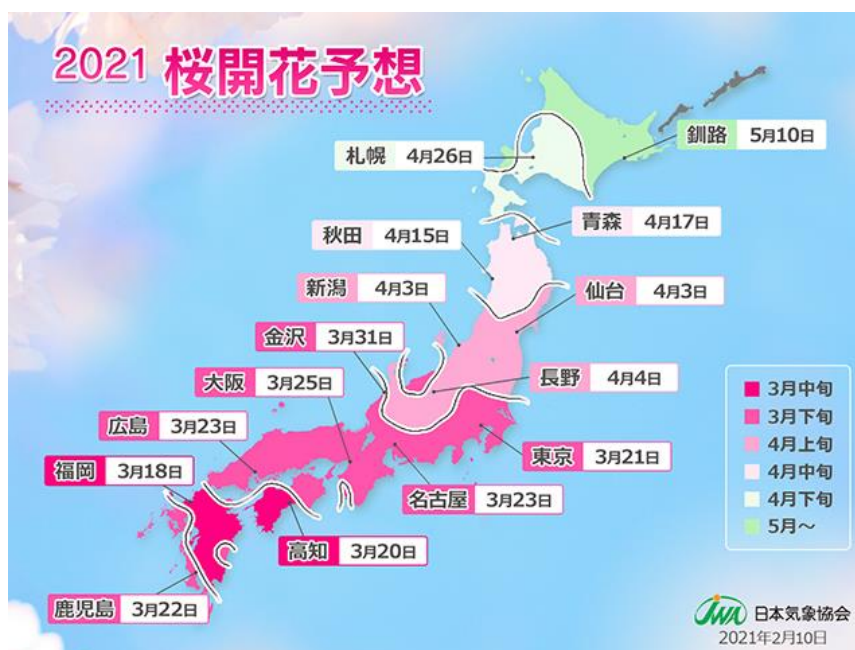 2021 桜開花予想
釧路 5月10日
札幌 4月26日
青森 4月17日
秋田 4月15日
新潟 4月3日
仙台 4月3日
金沢 3月31日
長野 4月4日
大阪 3月25日
広島 3月23日
東京 3月21日
福岡 3月18日
名古屋 3月23日
高知 3月20日
鹿児島 3月22日
3月中旬
3月下旬
4月上旬
4月中旬
4月下旬
5月～
JWA 日本気象協会
2021年2月10日